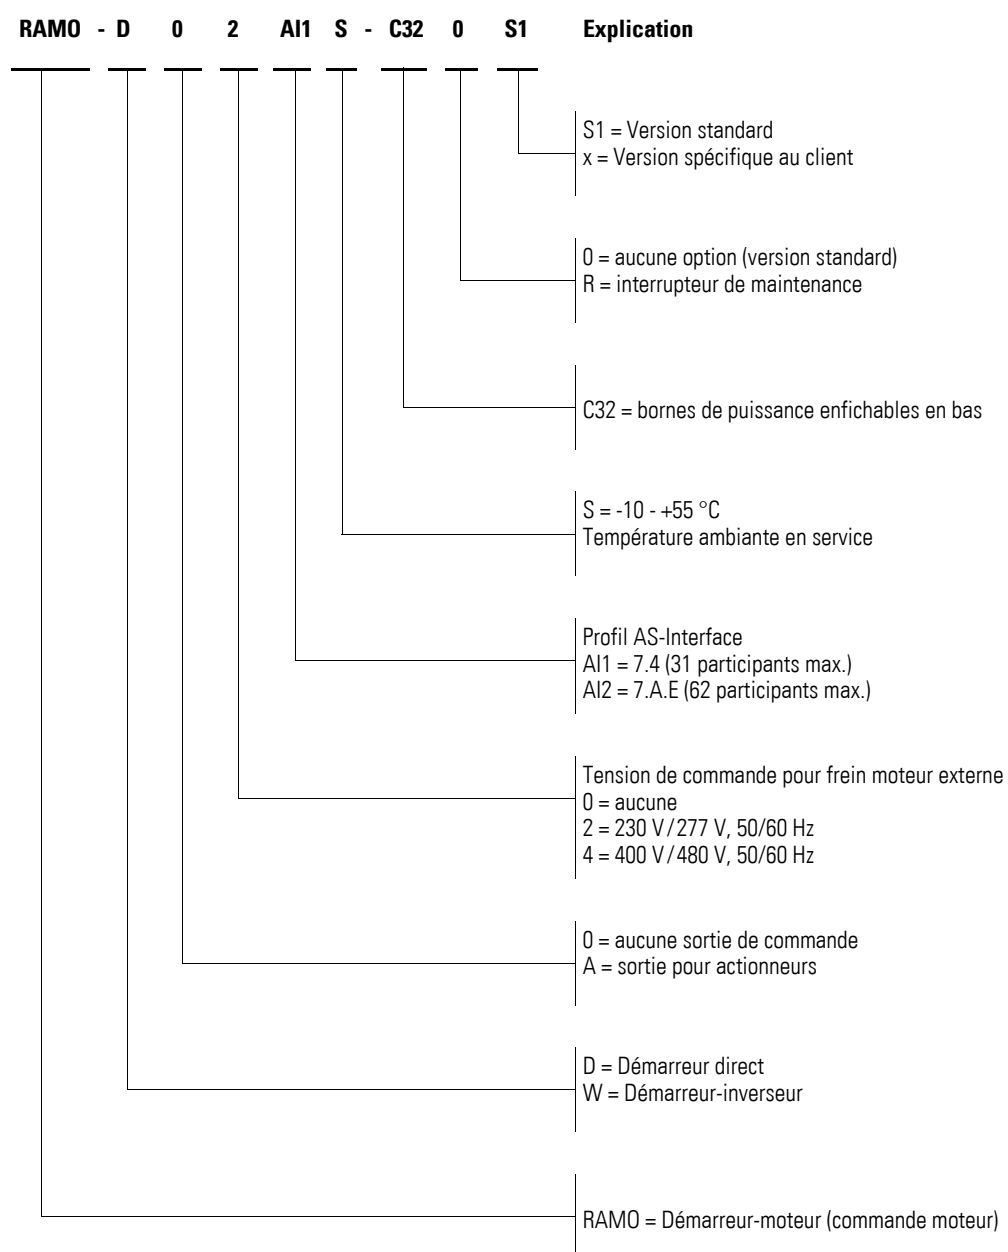 RAMO - D 0 2 AI1 S - C32 0 S1 Explication
S1 = Version standard
x = Version spécifique au client
0 = aucune option (version standard)
R = interrupteur de maintenance
C32 = bornes de puissance enfichables en bas
S = -10 - +55 °C
Température ambiante en service
Profil AS-Interface
AI1 = 7.4 (31 participants max.)
AI2 = 7.A.E (62 participants max.)
Tension de commande pour frein moteur externe
0 = aucune
2 = 230 V/277 V, 50/60 Hz
4 = 400 V/480 V, 50/60 Hz
0 = aucune sortie de commande
A = sortie pour actionneurs
D = Démarreur direct
W = Démarreur-inverseur
RAMO = Démarreur-moteur (commande moteur)